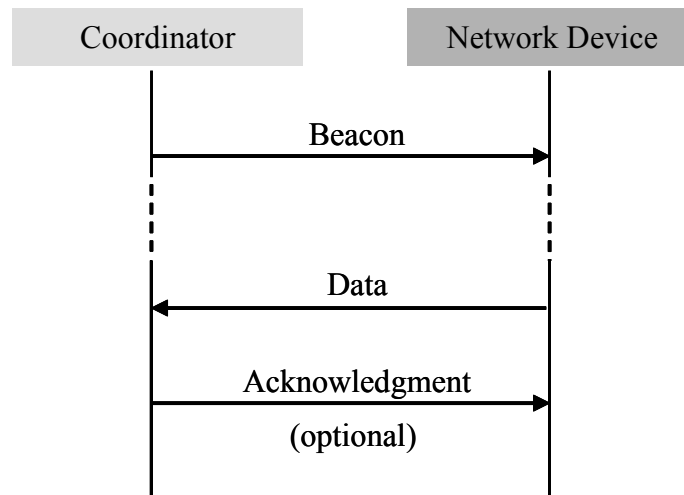 Coordinator
Network Device
Beacon
Data
Acknowledgment
(optional)